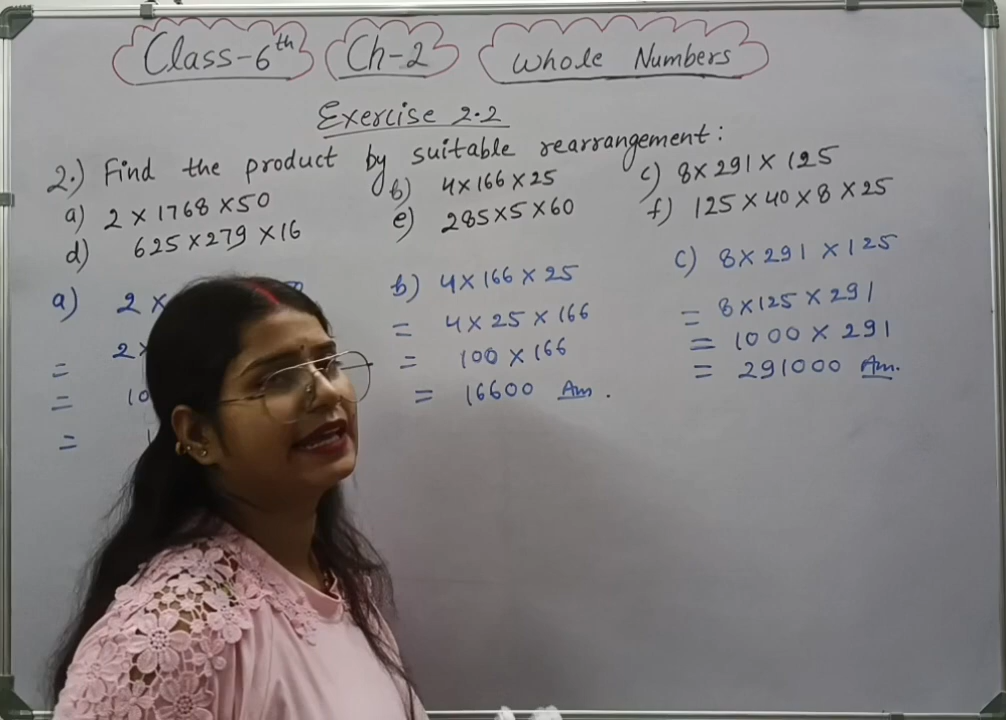 Class-6th Ch-2 Whole Numbers
Exercise 2.2
2.) Find the product by suitable rearrangement:
a) 2×1768×50 b) 4×166×25 c) 8×291×125
d) 625×279×16 e) 285×5×60 f) 125×40×8×25
a) 2× b) 4×166×25 c) 8×291×125
= 2× = 4×25×166 = 8×125×291
= 10 = 100×166 = 1000×291
= = 16600 Ans. = 291000 Ans.